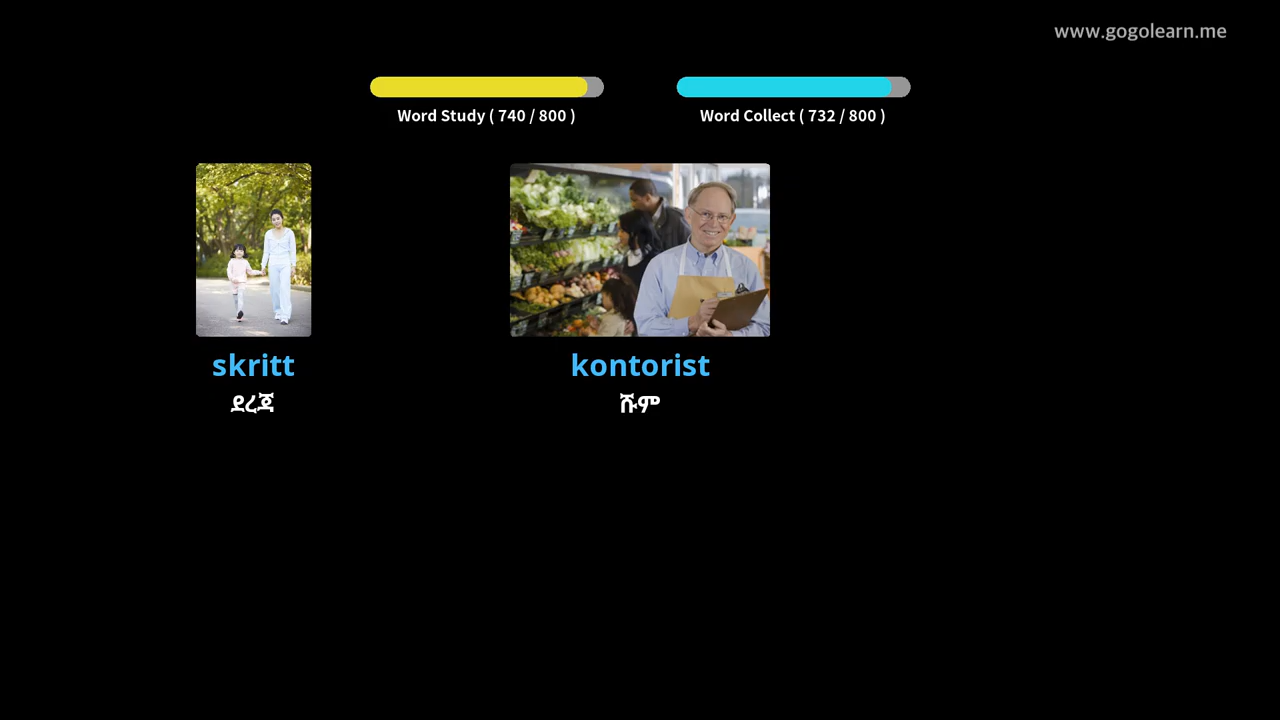 www.gogolearn.me
Word Study ( 740 / 800 )
Word Collect ( 732 / 800 )
skritt
ደረጃ
kontorist
ሹም